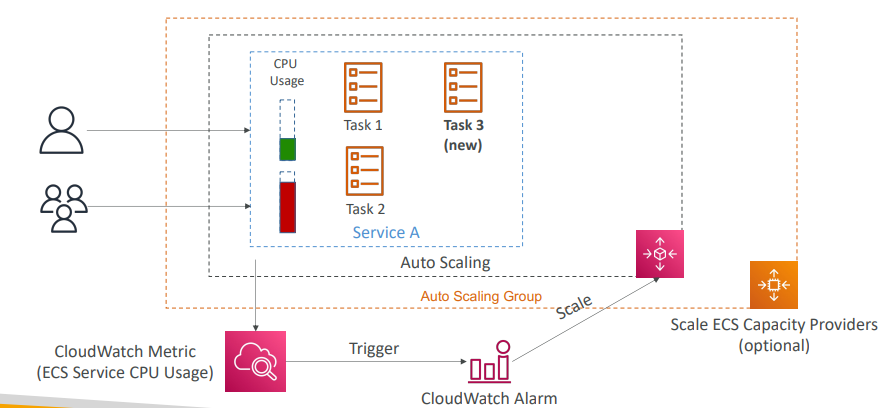 CPU
Usage
Task 1
Task 3
(new)
Task 2
Service A
Auto Scaling
Auto Scaling Group
Scale
Scale ECS Capacity Providers
(optional)
CloudWatch Metric
(ECS Service CPU Usage)
Trigger
CloudWatch Alarm